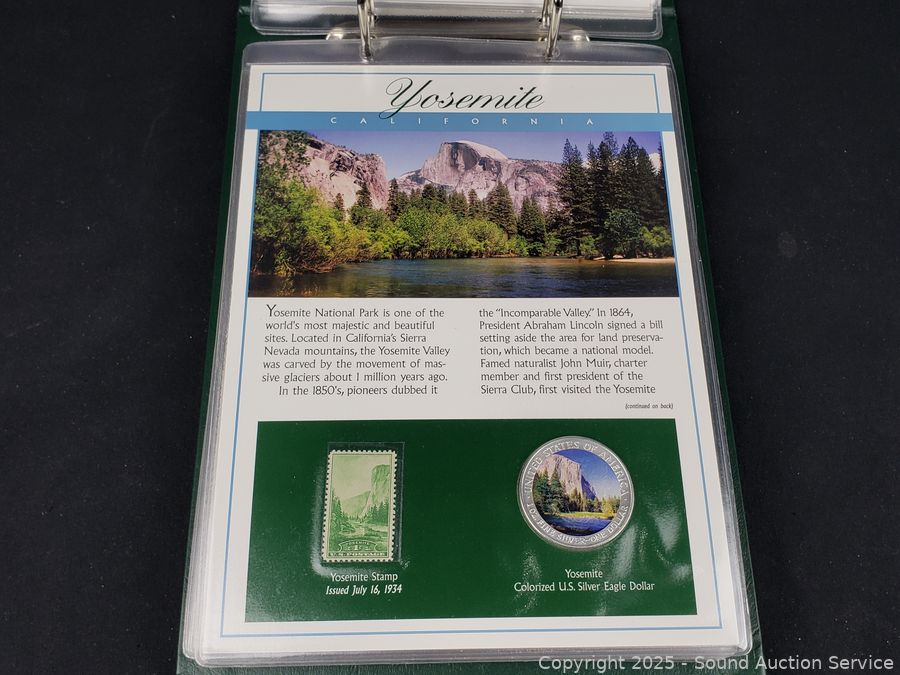 Yosemite
CALIFORNIA
Yosemite National Park is one of the
world's most majestic and beautiful
sites. Located in California's Sierra
Nevada mountains, the Yosemite Valley
was carved by the movement of mas-
sive glaciers about 1 million years ago.
In the 1850's, pioneers dubbed it
the "Incomparable Valley." In 1864,
President Abraham Lincoln signed a bill
setting aside the area for land preserva-
tion, which became a national model.
Famed naturalist John Muir, charter
member and first president of the
Sierra Club, first visited the Yosemite
(continued on back)
YOSEMITE
U.S. POSTAGE
Yosemite Stamp
Issued July 16, 1934
UNITED STATES OF AMERICA
1 OZ. FINE SILVER~ONE DOLLAR
Yosemite
Colorized U.S. Silver Eagle Dollar
Copyright © 2025 - Sound Auction Service